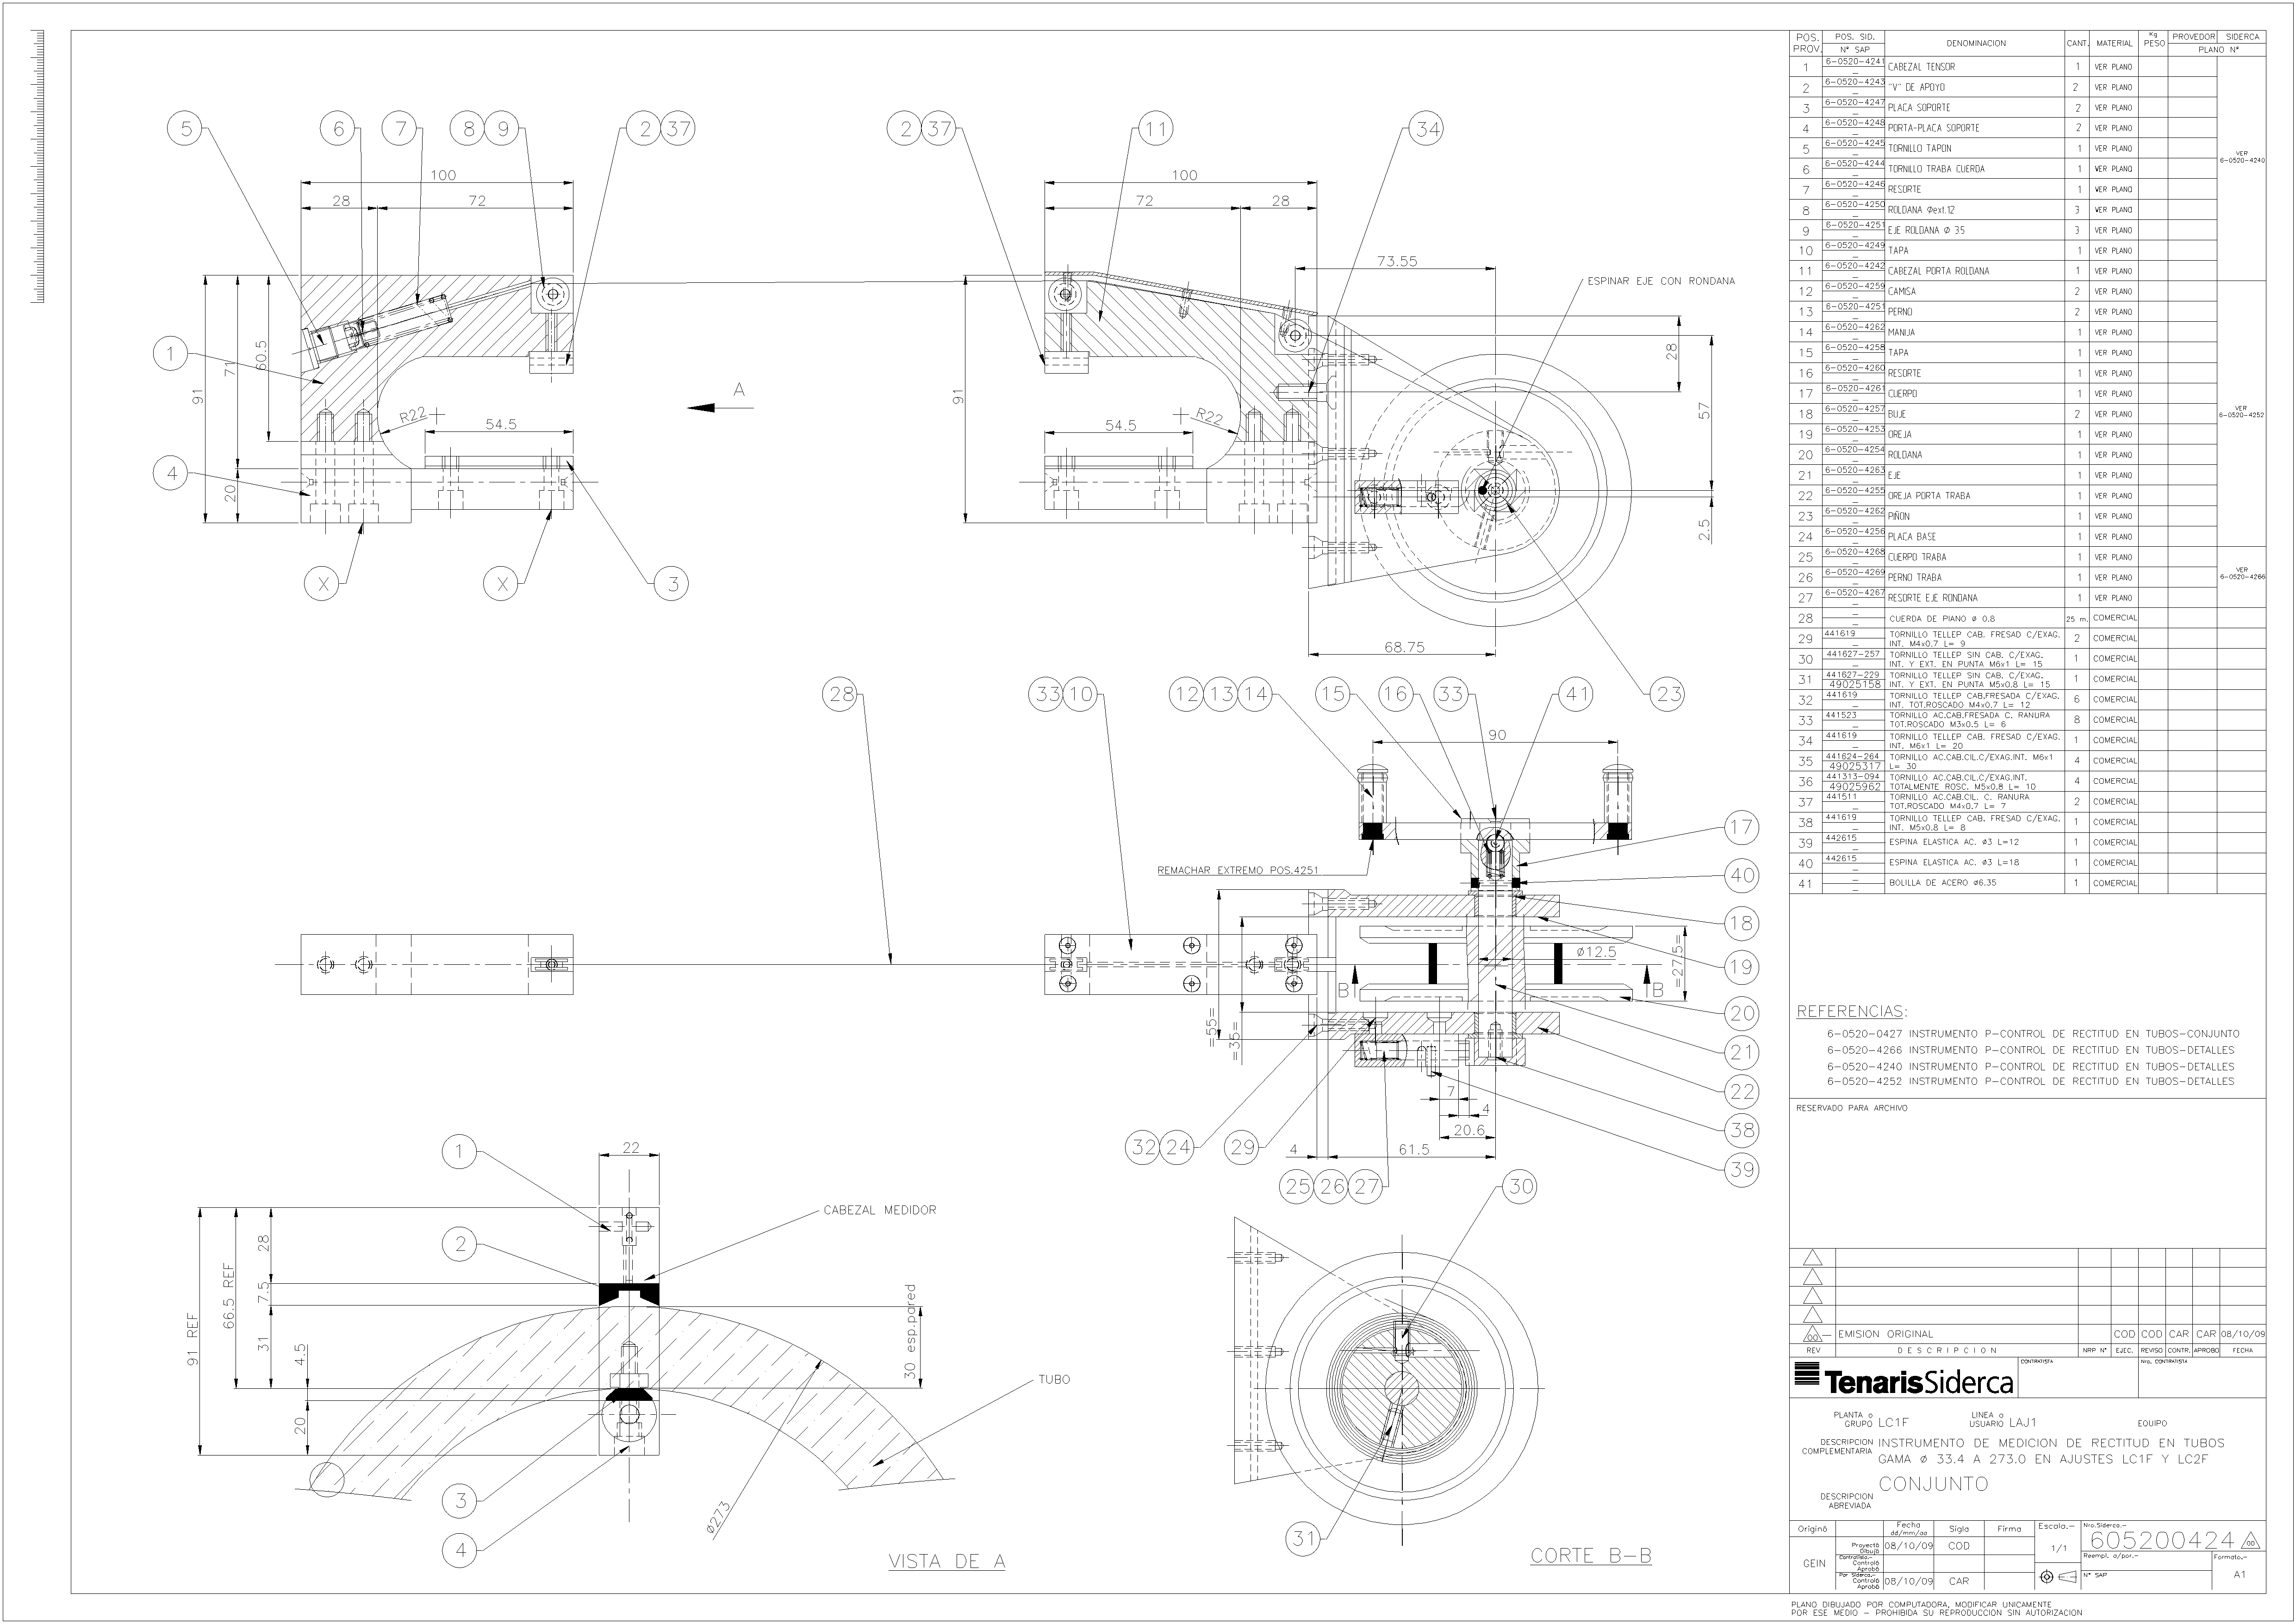 5
6
7
8 9
2 37
2 37
11
34
100
28
72
100
72
28
73.55
ESPINAR EJE CON RONDANA
1
91
71
60.5
R22
54.5
A
91
R22
54.5
28
57
4
20
2.5
X
X
3
68.75
28
33 10
12 13 14
15
16
33
41
23
90
17
REMACHAR EXTREMO POS.4251
40
18
ø12.5
=27.5=
19
B
B
=55=
=35=
20
21
22
7
4
20.6
38
32 24
29
4
61.5
39
25 26 27
30
1
22
CABEZAL MEDIDOR
2
91 REF
66.5 REF
28
7.5
31
4.5
20
30 esp.pared
TUBO
3
ø273
4
31
VISTA DE A
CORTE B-B
POS. PROV. POS. SID. N° SAP DENOMINACION CANT. MATERIAL Kg PESO PROVEDOR SIDERCA PLANO N°
1 6-0520-4241 CABEZAL TENSOR 1 VER PLANO
2 6-0520-4243 "V" DE APOYO 2 VER PLANO
3 6-0520-4247 PLACA SOPORTE 2 VER PLANO
4 6-0520-4248 PORTA-PLACA SOPORTE 2 VER PLANO
5 6-0520-4245 TORNILLO TAPON 1 VER PLANO
VER 6-0520-4240
6 6-0520-4244 TORNILLO TRABA CUERDA 1 VER PLANO
7 6-0520-4246 RESORTE 1 VER PLANO
8 6-0520-4250 ROLDANA Øext.12 3 VER PLANO
9 6-0520-4251 EJE ROLDANA Ø 35 3 VER PLANO
10 6-0520-4249 TAPA 1 VER PLANO
11 6-0520-4242 CABEZAL PORTA ROLDANA 1 VER PLANO
12 6-0520-4259 CAMISA 2 VER PLANO
13 6-0520-4251 PERNO 2 VER PLANO
14 6-0520-4262 MANIJA 1 VER PLANO
15 6-0520-4258 TAPA 1 VER PLANO
16 6-0520-4260 RESORTE 1 VER PLANO
17 6-0520-4261 CUERPO 1 VER PLANO
18 6-0520-4257 BUJE 2 VER PLANO
VER 6-0520-4252
19 6-0520-4253 OREJA 1 VER PLANO
20 6-0520-4254 ROLDANA 1 VER PLANO
21 6-0520-4263 EJE 1 VER PLANO
22 6-0520-4255 OREJA PORTA TRABA 1 VER PLANO
23 6-0520-4262 PIÑON 1 VER PLANO
24 6-0520-4256 PLACA BASE 1 VER PLANO
25 6-0520-4268 CUERPO TRABA 1 VER PLANO
26 6-0520-4269 PERNO TRABA 1 VER PLANO
VER 6-0520-4266
27 6-0520-4267 RESORTE EJE RONDANA 1 VER PLANO
28 CUERDA DE PIANO ø 0.8 25 m. COMERCIAL
29 441619 TORNILLO TELLEP CAB. FRESAD C/EXAG. INT. M4x0.7 L= 9 2 COMERCIAL
30 441627-257 TORNILLO TELLEP SIN CAB. C/EXAG. INT. Y EXT. EN PUNTA M6x1 L= 15 1 COMERCIAL
31 441627-229 49025158 TORNILLO TELLEP SIN CAB. C/EXAG. INT. Y EXT. EN PUNTA M5x0.8 L= 15 1 COMERCIAL
32 441619 TORNILLO TELLEP CAB.FRESADA C/EXAG. INT. TOT.ROSCADO M4x0.7 L= 12 6 COMERCIAL
33 441523 TORNILLO AC.CAB.FRESADA C. RANURA TOT.ROSCADO M3x0.5 L= 6 8 COMERCIAL
34 441619 TORNILLO TELLEP CAB. FRESAD C/EXAG. INT. M6x1 L= 20 1 COMERCIAL
35 441624-264 49025317 TORNILLO AC.CAB.CIL.C/EXAG.INT. M6x1 L= 30 4 COMERCIAL
36 441313-094 49025962 TORNILLO AC.CAB.CIL.C/EXAG.INT. TOTALMENTE ROSC. M5x0.8 L= 10 4 COMERCIAL
37 441511 TORNILLO AC.CAB.CIL. C. RANURA TOT.ROSCADO M4x0.7 L= 7 2 COMERCIAL
38 441619 TORNILLO TELLEP CAB. FRESAD C/EXAG. INT. M5x0.8 L= 8 1 COMERCIAL
39 442615 ESPINA ELASTICA AC. ø3 L=12 1 COMERCIAL
40 442615 ESPINA ELASTICA AC. ø3 L=18 1 COMERCIAL
41 BOLILLA DE ACERO ø6.35 1 COMERCIAL
REFERENCIAS:
6-0520-0427 INSTRUMENTO P-CONTROL DE RECTITUD EN TUBOS-CONJUNTO
6-0520-4266 INSTRUMENTO P-CONTROL DE RECTITUD EN TUBOS-DETALLES
6-0520-4240 INSTRUMENTO P-CONTROL DE RECTITUD EN TUBOS-DETALLES
6-0520-4252 INSTRUMENTO P-CONTROL DE RECTITUD EN TUBOS-DETALLES
RESERVADO PARA ARCHIVO
00 EMISION ORIGINAL COD COD CAR CAR 08/10/09
REV DESCRIPCION NRP N° EJEC. REVISO CONTR. APROBO FECHA
TenarisSiderca
CONTRATISTA
Nro. CONTRATISTA
PLANTA o GRUPO LC1F LINEA o USUARIO LAJ1 EQUIPO
DESCRIPCION COMPLEMENTARIA INSTRUMENTO DE MEDICION DE RECTITUD EN TUBOS
GAMA ø 33.4 A 273.0 EN AJUSTES LC1F Y LC2F
CONJUNTO
DESCRIPCION ABREVIADA
Originó Fecha dd/mm/aa Sigla Firma Escala.- Nro.Siderca.-
GEIN
Proyectó Dibujó 08/10/09 COD 1/1 605200424 00
Contratista.- Controló Aprobó
Reempl. a/por.- Formato.-
Por Siderca.- Controló Aprobó 08/10/09 CAR N° SAP A1
PLANO DIBUJADO POR COMPUTADORA, MODIFICAR UNICAMENTE
POR ESE MEDIO - PROHIBIDA SU REPRODUCCION SIN AUTORIZACION